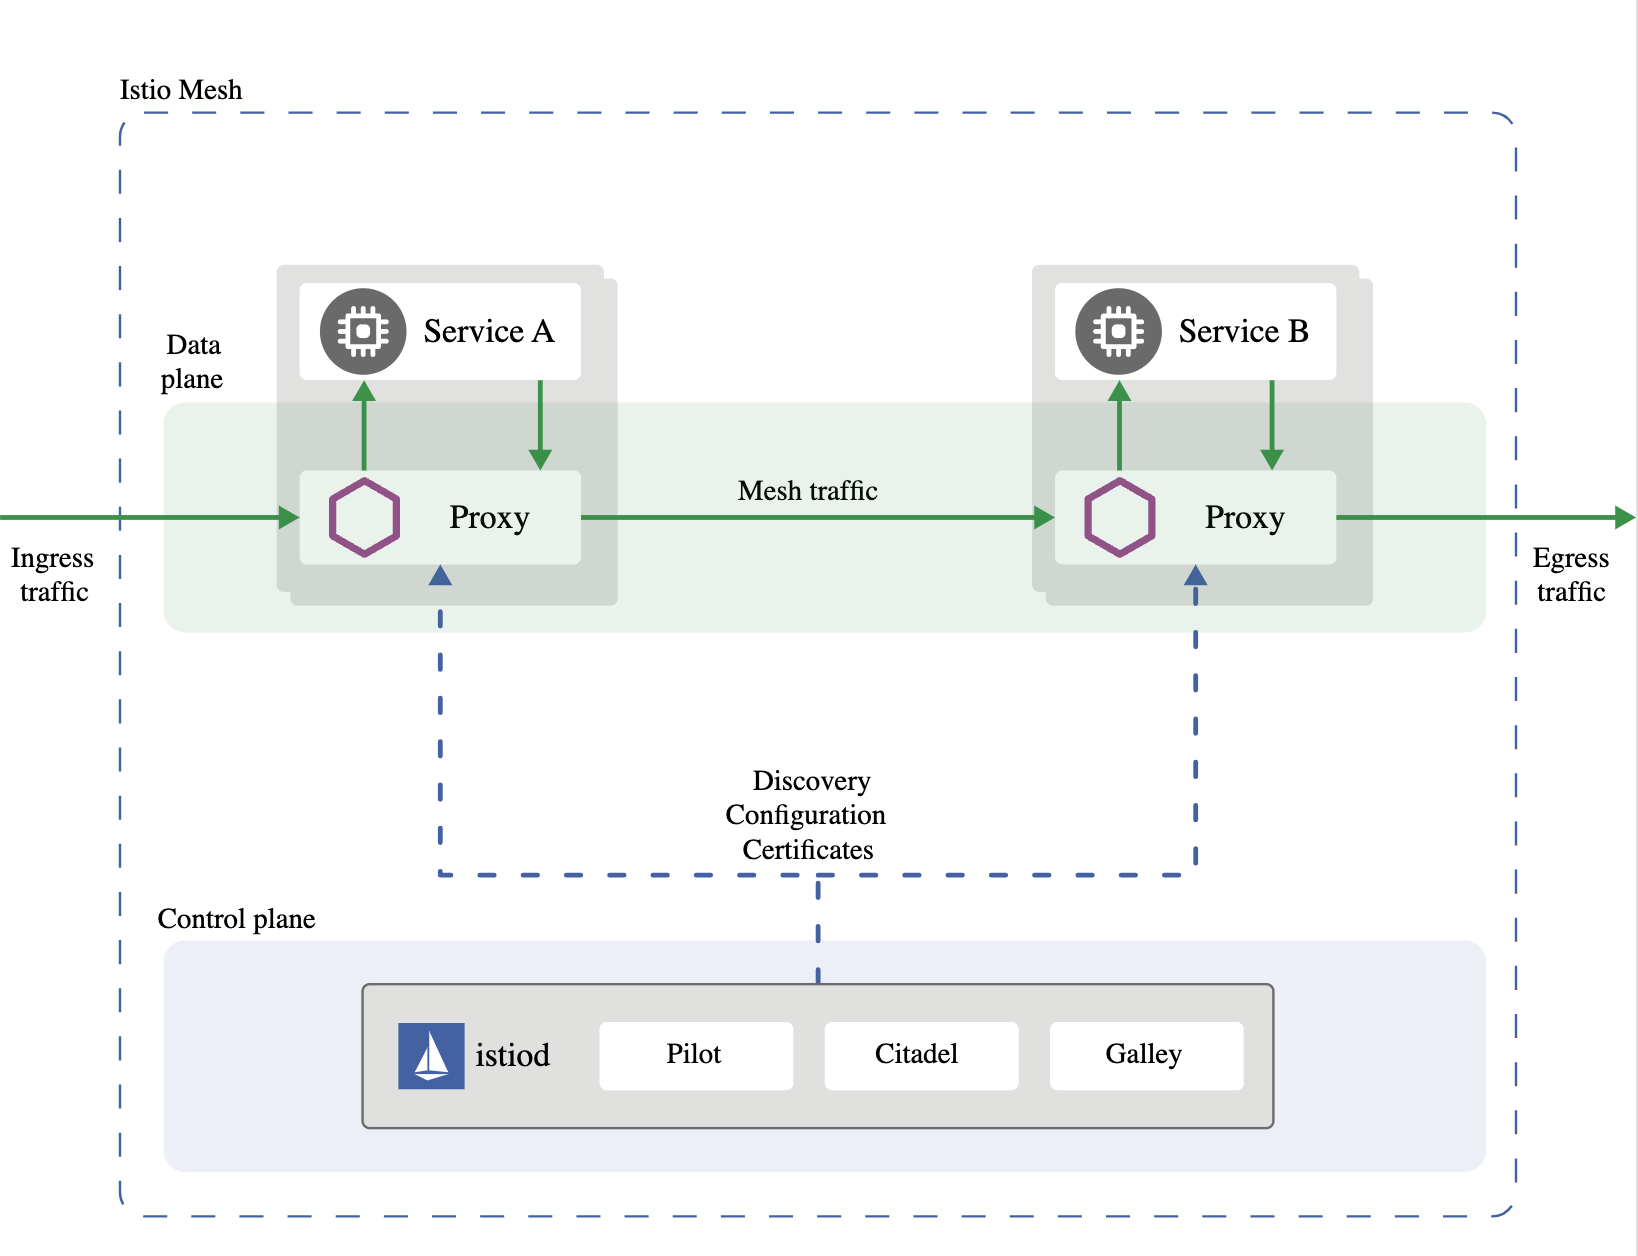 Istio Mesh
Service A
Service B
Data
plane
Mesh traffic
Proxy
Proxy
Ingress
traffic
Egress
traffic
Discovery
Configuration
Certificates
Control plane
istiod
Pilot
Citadel
Galley